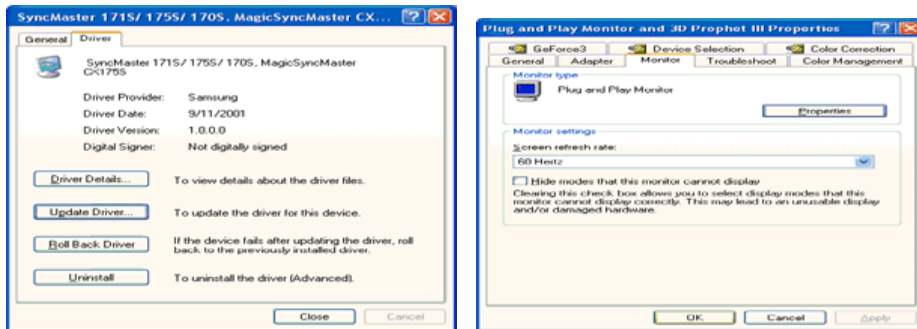 SyncMaster 171S/ 175S/ 170S, MagicSyncMaster CX...
General Driver
SyncMaster 171S/ 175S/ 170S, MagicSyncMaster
CX175S
Driver Provider: Samsung
Driver Date: 9/11/2001
Driver Version: 1.0.0.0
Digital Signer: Not digitally signed
Driver Details... To view details about the driver files.
Update Driver... To update the driver for this device.
Roll Back Driver If the device fails after updating the driver, roll
back to the previously installed driver.
Uninstall To uninstall the driver (Advanced).
Close Cancel
Plug and Play Monitor and 3D Prophet III Properties
GeForce3 Device Selection Color Correction
General Adapter Monitor Troubleshoot Color Management
Monitor type
Plug and Play Monitor
Properties
Monitor settings
Screen refresh rate:
60 Hertz
Hide modes that this monitor cannot display
Clearing this check box allows you to select display modes that this
monitor cannot display correctly. This may lead to an unusable display
and/or damaged hardware.
OK Cancel Apply